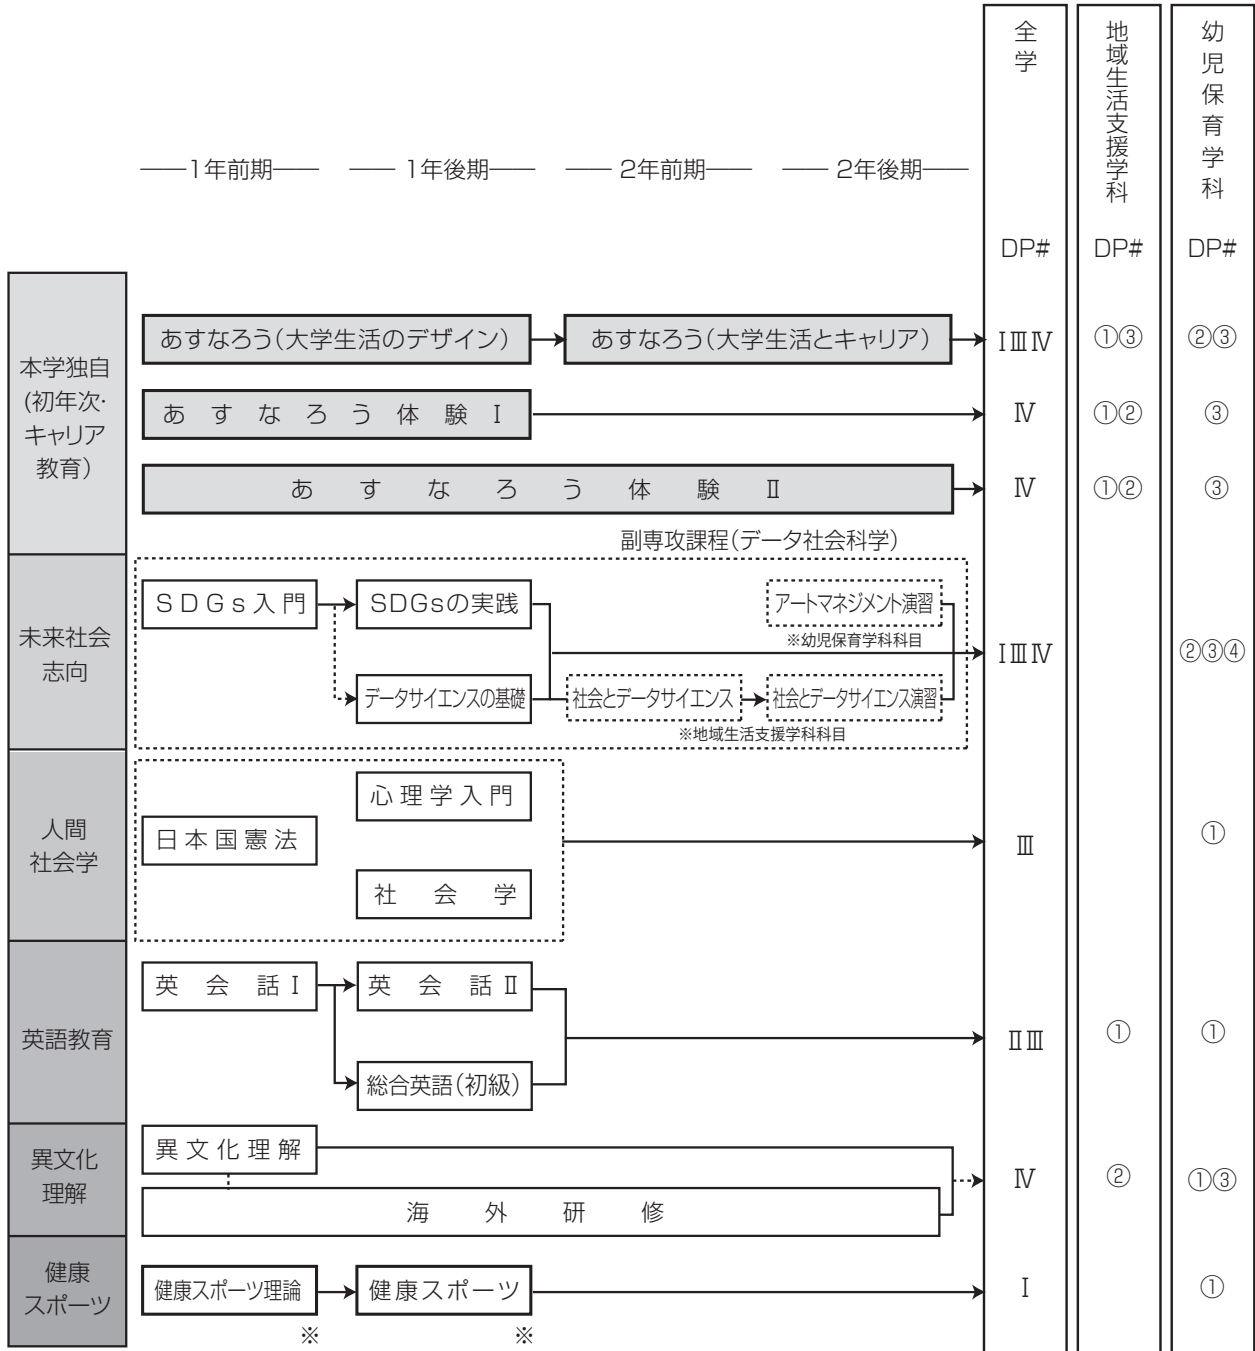 全学
地域生活支援学科
幼児保育学科
――1年前期――　―― 1年後期――　―― 2年前期――　―― 2年後期――
DP#
DP#
DP#
本学独自
(初年次・
キャリア
教育)
あすなろう(大学生活のデザイン)
あすなろう(大学生活とキャリア)
ⅠⅢⅣ
①③
②③
あすなろう体験Ⅰ
Ⅳ
①②
③
あすなろう体験Ⅱ
Ⅳ
①②
③
副専攻課程(データ社会科学)
未来社会
志向
SDGs入門
SDGsの実践
アートマネジメント演習
※幼児保育学科科目
ⅠⅢⅣ
②③④
データサイエンスの基礎
社会とデータサイエンス
社会とデータサイエンス演習
※地域生活支援学科科目
人間
社会学
心理学入門
日本国憲法
社会学
Ⅲ
①
英語教育
英会話Ⅰ
英会話Ⅱ
総合英語(初級)
ⅡⅢ
①
①
異文化
理解
異文化理解
海外研修
Ⅳ
②
①③
健康
スポーツ
健康スポーツ理論
健康スポーツ
Ⅰ
①
※
※